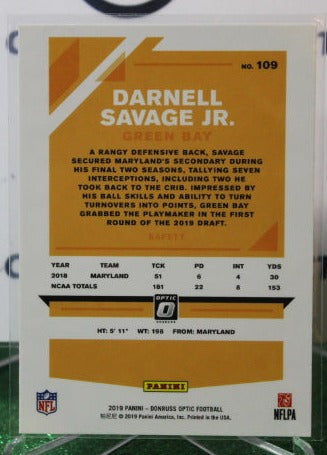 NO. 109
DARNELL
SAVAGE JR.
GREEN BAY
A RANGY DEFENSIVE BACK, SAVAGE
SECURED MARYLAND'S SECONDARY DURING
HIS FINAL TWO SEASONS, TALLYING SEVEN
INTERCEPTIONS, INCLUDING TWO HE
TOOK BACK TO THE CRIB. IMPRESSED BY
HIS BALL SKILLS AND ABILITY TO TURN
TURNOVERS INTO POINTS, GREEN BAY
GRABBED THE PLAYMAKER IN THE FIRST
ROUND OF THE 2019 DRAFT.
SAFETY
YEAR TEAM TCK PD INT YDS
2018 MARYLAND 51 6 4 30
NCAA TOTALS 181 22 8 153
OPTIC
DONRUSS
HT: 5' 11" WT: 198 FROM: MARYLAND
NFL
PANINI
NFLPA
2019 PANINI - DONRUSS OPTIC FOOTBALL
© 2019 Panini America, Inc. Printed in the USA.